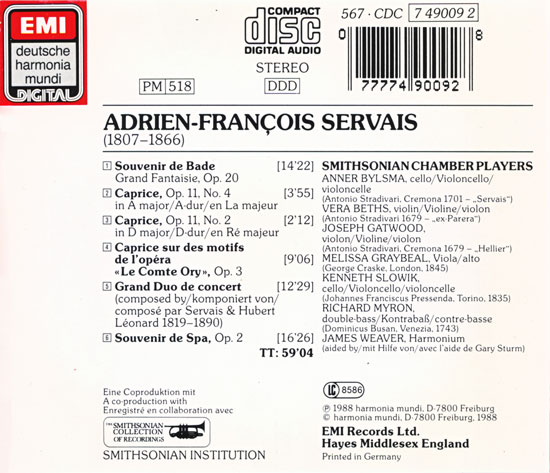 EMI
deutsche
harmonia
mundi
DIGITAL
COMPACT
disc
DIGITAL AUDIO
STEREO
PM 518
DDD
567 · CDC 7 49009 2
0
8
77774 90092
ADRIEN-FRANÇOIS SERVAIS
(1807–1866)
1 Souvenir de Bade [14'22]
Grand Fantaisie, Op. 20
2 Caprice, Op. 11, No. 4 [3'55]
in A major/A-dur/en La majeur
3 Caprice, Op. 11, No. 2 [2'12]
in D major/D-dur/en Ré majeur
4 Caprice sur des motifs
de l'opéra
«Le Comte Ory», Op. 3 [9'06]
5 Grand Duo de concert [12'29]
(composed by/komponiert von/
composé par Servais & Hubert
Léonard 1819–1890)
6 Souvenir de Spa, Op. 2 [16'26]
TT: 59'04
SMITHSONIAN CHAMBER PLAYERS
ANNER BYLSMA, cello/Violoncello/
violoncelle
(Antonio Stradivari, Cremona 1701 – „Servais")
VERA BETHS, violin/Violine/violon
(Antonio Stradivari 1679 – „ex-Parera")
JOSEPH GATWOOD,
violon/Violine/violon
(Antonio Stradivari, Cremona 1679 – „Hellier")
MELISSA GRAYBEAL, Viola/alto
(George Craske, London, 1845)
KENNETH SLOWIK,
cello/Violoncello/violoncelle
(Johannes Franciscus Pressenda, Torino, 1835)
RICHARD MYRON,
double-bass/Kontrabaß/contre-basse
(Dominicus Busan, Venezia, 1743)
JAMES WEAVER, Harmonium
(aided by/mit Hilfe von/avec l'aide de Gary Sturm)
Eine Coproduktion mit
A co-production with
Enregistré en collaboration avec
THE SMITHSONIAN
COLLECTION
OF RECORDINGS
SMITHSONIAN INSTITUTION
LC 8586
℗ 1988 harmonia mundi, D-7800 Freiburg
© harmonia mundi, D-7800 Freiburg, 1988
EMI Records Ltd.
Hayes Middlesex England
Printed in Germany